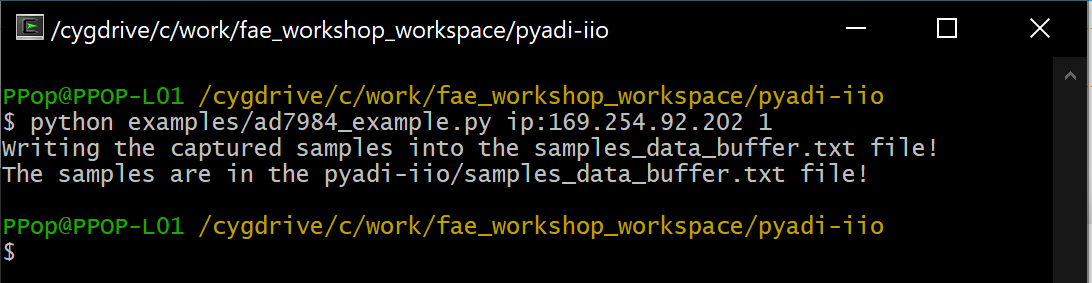 /cygdrive/c/work/fae_workshop_workspace/pyadi-iio
PPop@PPOP-L01 /cygdrive/c/work/fae_workshop_workspace/pyadi-iio
$ python examples/ad7984_example.py ip:169.254.92.202 1
Writing the captured samples into the samples_data_buffer.txt file!
The samples are in the pyadi-iio/samples_data_buffer.txt file!
PPop@PPOP-L01 /cygdrive/c/work/fae_workshop_workspace/pyadi-iio
$